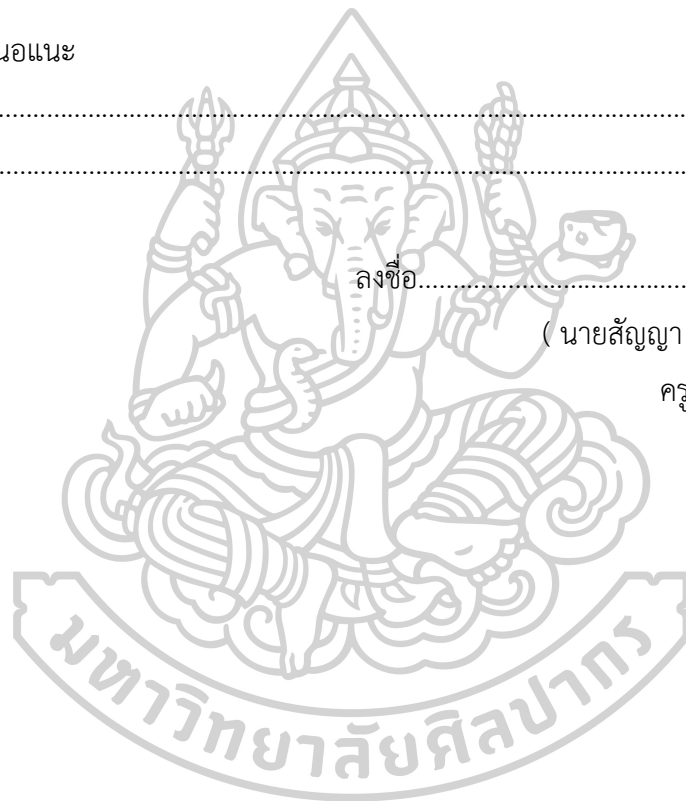 นอแนะ
................................................................................
................................................................................
ลงชื่อ..............................
( นายสัญญา
ครู
มหาวิทยาลัยศิลปากร